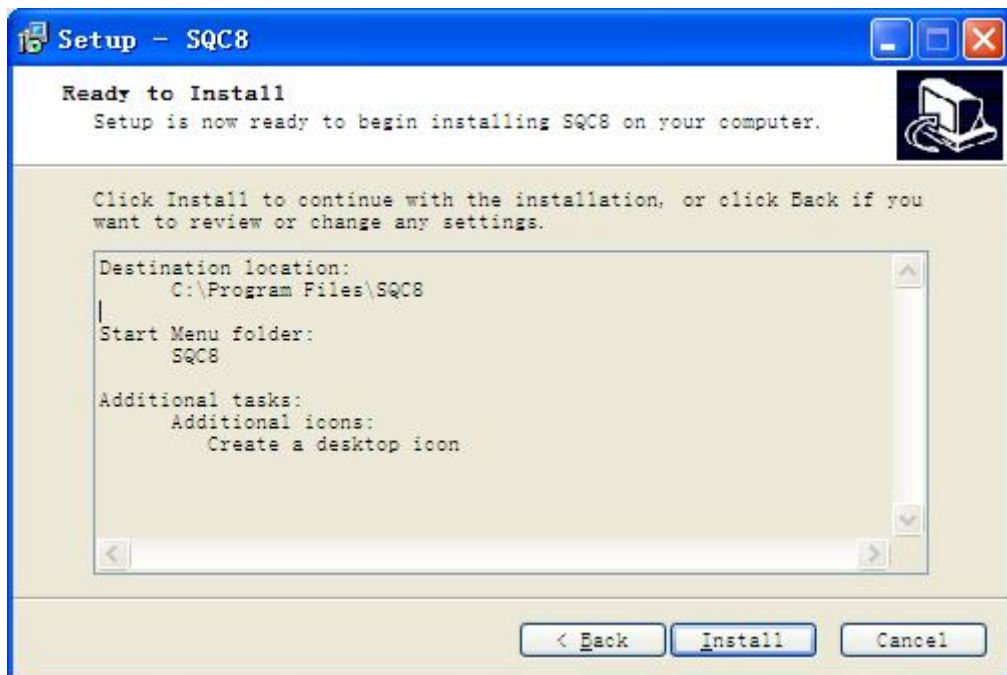 Setup - SQC8
Ready to Install
Setup is now ready to begin installing SQC8 on your computer.
Click Install to continue with the installation, or click Back if you
want to review or change any settings.
Destination location:
C:\Program Files\SQC8
Start Menu folder:
SQC8
Additional tasks:
Additional icons:
Create a desktop icon
< Back
Install
Cancel